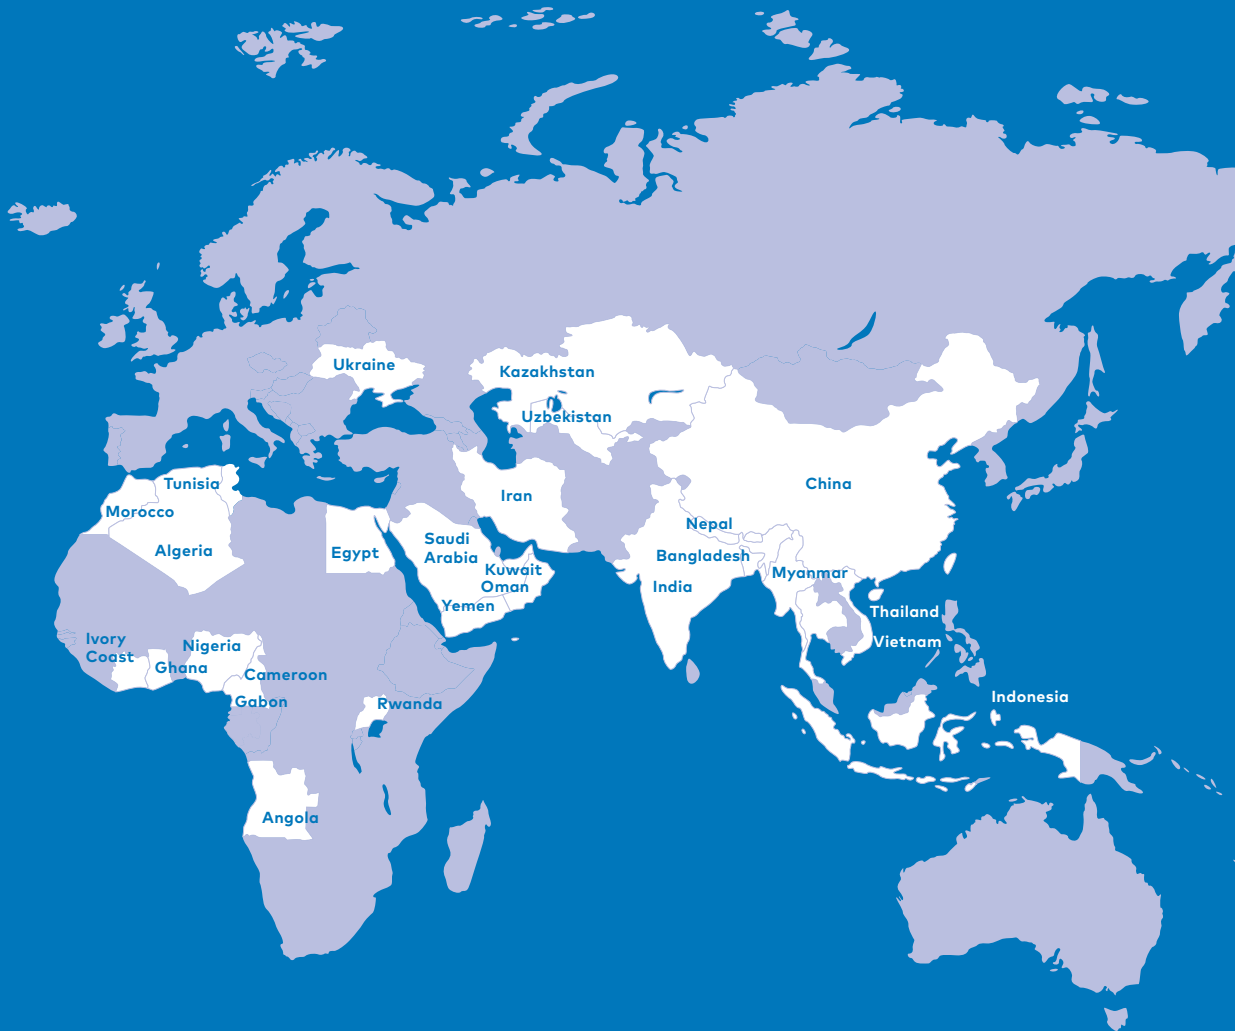 Ukraine
Kazakhstan
Uzbekistan
Tunisia
Morocco
Algeria
Egypt
Iran
Saudi
Arabia
Kuwait
Oman
Yemen
China
Nepal
Bangladesh
India
Myanmar
Thailand
Vietnam
Ivory
Coast
Nigeria
Ghana
Cameroon
Gabon
Rwanda
Indonesia
Angola